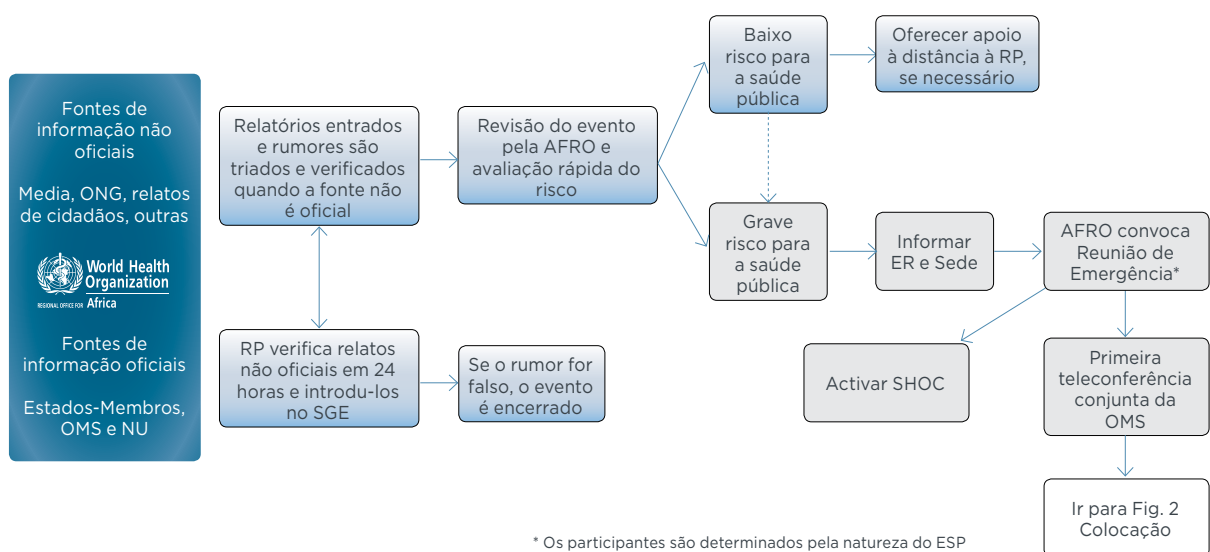 Fontes de
informação não
oficiais
Media, ONG, relatos
de cidadãos, outras
World Health
Organization
REGIONAL OFFICE FOR Africa
Fontes de
informação oficiais
Estados-Membros,
OMS e NU
Relatórios entrados
e rumores são
triados e verificados
quando a fonte não
é oficial
RP verifica relatos
não oficiais em 24
horas e introdu-los
no SGE
Revisão do evento
pela AFRO e
avaliação rápida do
risco
Se o rumor for
falso, o evento
é encerrado
Baixo
risco para
a saúde
pública
Oferecer apoio
à distância à RP,
se necessário
Grave
risco para
a saúde
pública
Informar
ER e Sede
AFRO convoca
Reunião de
Emergência*
Activar SHOC
Primeira
teleconferência
conjunta da
OMS
Ir para Fig. 2
Colocação
* Os participantes são determinados pela natureza do ESP